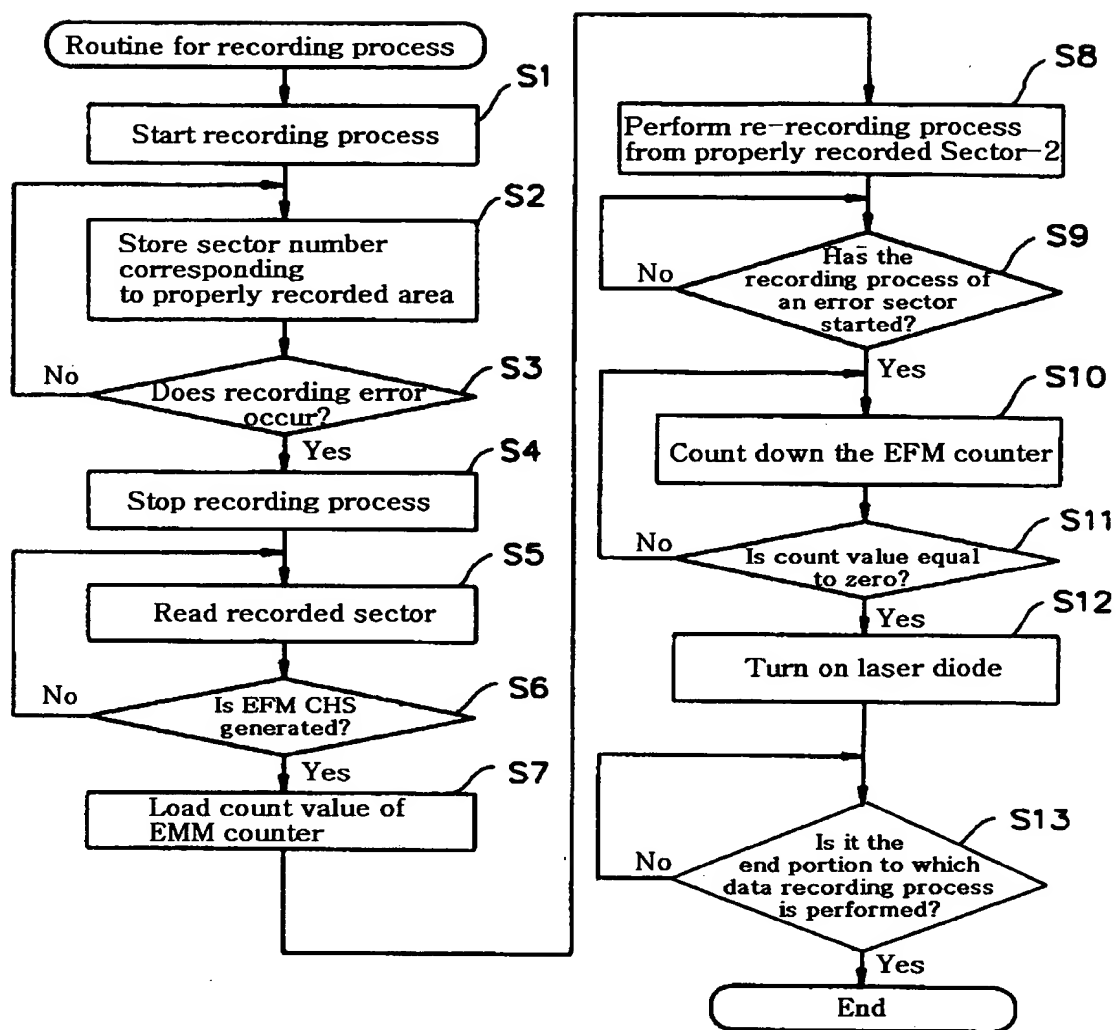 Routine for recording process
S1
Start recording process
S2
Store sector number
corresponding
to properly recorded area
S3
No
Does recording error
occur?
Yes
S4
Stop recording process
S5
Read recorded sector
S6
No
Is EFM CHS
generated?
Yes
S7
Load count value of
EMM counter
S8
Perform re-recording process
from properly recorded Sector-2
S9
No
Has the
recording process of
an error sector
started?
Yes
S10
Count down the EFM counter
S11
No
Is count value equal
to zero?
Yes
S12
Turn on laser diode
S13
No
Is it the
end portion to which
data recording process
is performed?
Yes
End